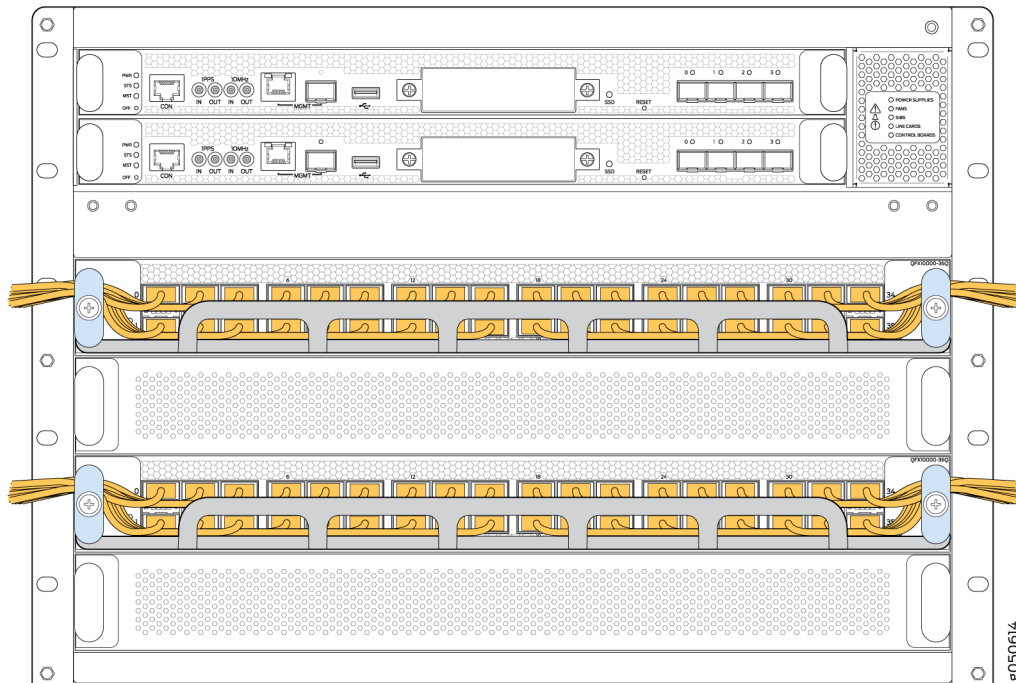 PWR
STS
MST
OFF
CON
1PPS 10MHz
IN OUT IN OUT
MGMT
SSD
RESET
0 1 2 3
POWER SUPPLIES
FANS
SIBS
LINE CARDS
CONTROL BOARDS
PWR
STS
MST
OFF
CON
1PPS 10MHz
IN OUT IN OUT
MGMT
SSD
RESET
0 1 2 3
QFX10000-36Q
0 6 12 18 24 30 34
QFX10000-36Q
0 6 12 18 24 30 34
g050614